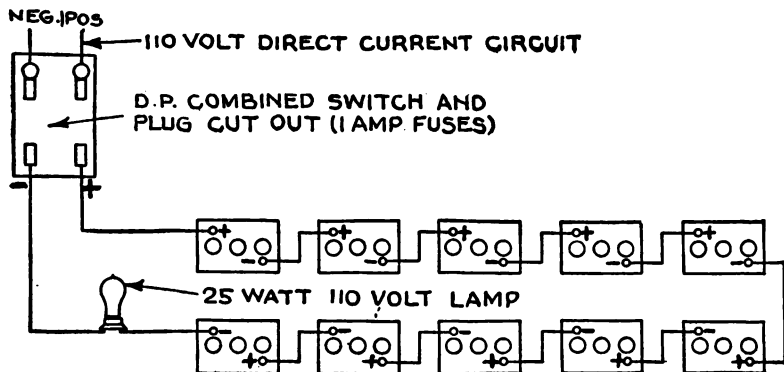 NEG. POS
110 VOLT DIRECT CURRENT CIRCUIT
D.P. COMBINED SWITCH AND
PLUG CUT OUT (1 AMP FUSES)
- +
+ + + + +
- - - - -
25 WATT 110 VOLT LAMP
- - - - -
+ + + + +